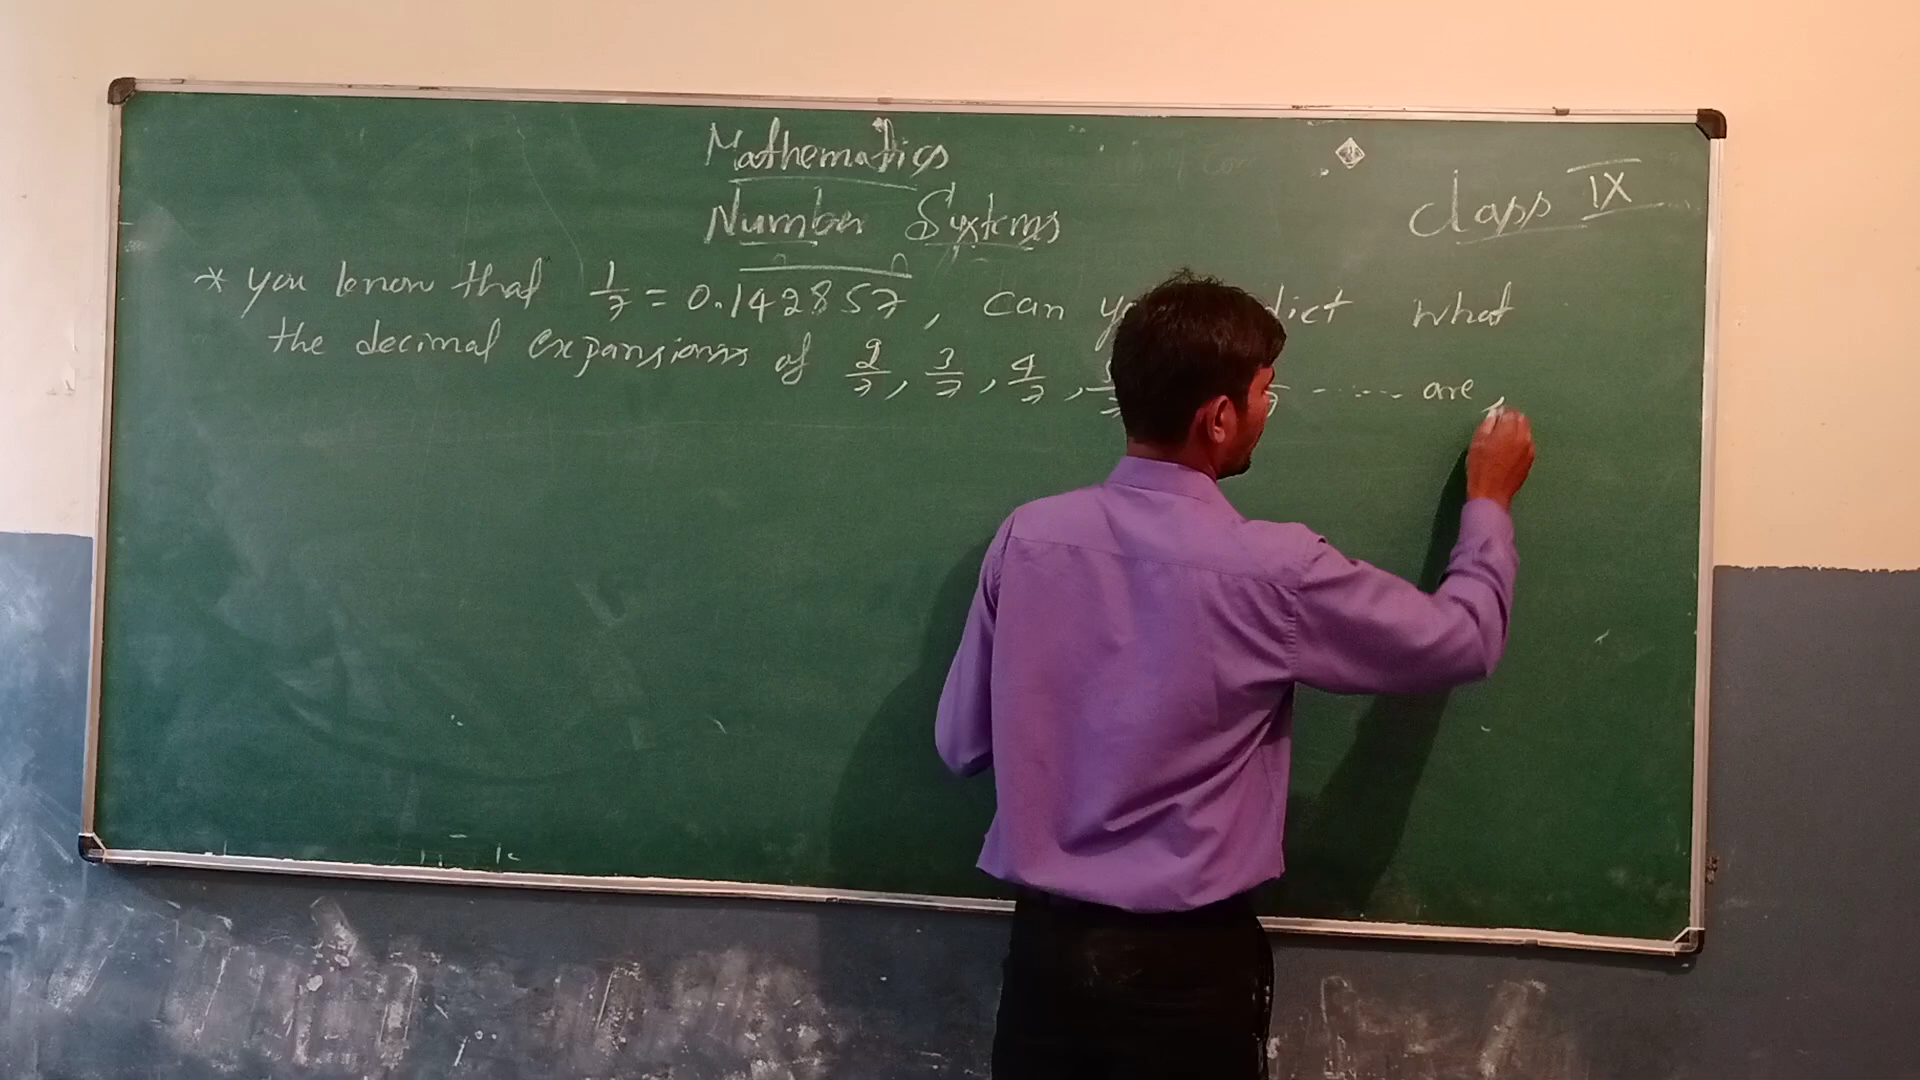 Mathematics
Number Systems
Class IX
* you know that 1/7 = 0.142857, can dict what
the decimal expansions of 2/7, 3/7, 4/7, ..... are,